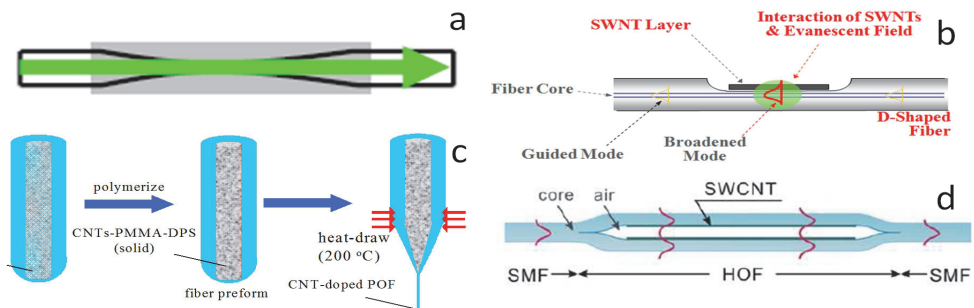 a
b
SWNT Layer
Interaction of SWNTs
& Evanescent Field
Fiber Core
Guided Mode
Broadened
Mode
D-Shaped
Fiber
c
polymerize
CNTs-PMMA-DPS
(solid)
fiber preform
heat-draw
(200 °C)
CNT-doped POF
d
core
air
SWCNT
SMF
HOF
SMF